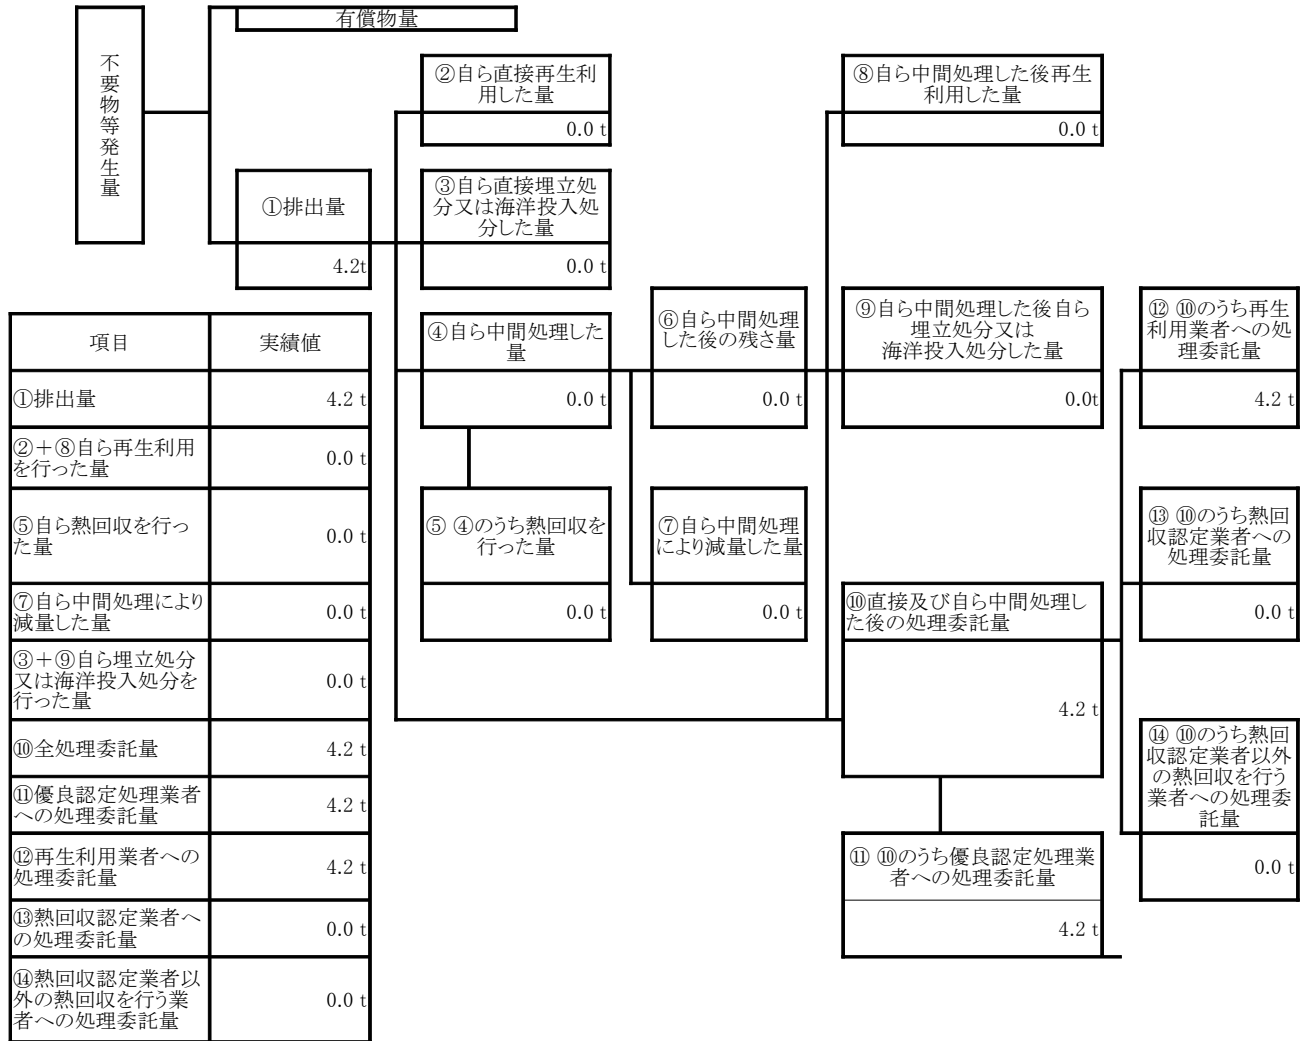 不要物等発生量
有償物量
②自ら直接再生利
用した量
0.0 t
⑧自ら中間処理した後再生
利用した量
0.0 t
①排出量
4.2t
③自ら直接埋立処
分又は海洋投入処
分した量
0.0 t
④自ら中間処理した
量
0.0 t
⑥自ら中間処理
した後の残さ量
0.0 t
⑨自ら中間処理した後自ら
埋立処分又は
海洋投入処分した量
0.0t
⑫ ⑩のうち再生
利用業者への処
理委託量
4.2 t
⑤ ④のうち熱回収を
行った量
0.0 t
⑦自ら中間処理
により減量した量
0.0 t
⑬ ⑩のうち熱回
収認定業者への
処理委託量
0.0 t
⑩直接及び自ら中間処理し
た後の処理委託量
4.2 t
⑭ ⑩のうち熱回
収認定業者以外
の熱回収を行う
業者への処理委
託量
0.0 t
⑪ ⑩のうち優良認定処理業
者への処理委託量
4.2 t
項目 実績値
①排出量 4.2 t
②＋⑧自ら再生利用
を行った量 0.0 t
⑤自ら熱回収を行っ
た量 0.0 t
⑦自ら中間処理により
減量した量 0.0 t
③＋⑨自ら埋立処分
又は海洋投入処分を
行った量 0.0 t
⑩全処理委託量 4.2 t
⑪優良認定処理業者
への処理委託量 4.2 t
⑫再生利用業者への
処理委託量 4.2 t
⑬熱回収認定業者へ
の処理委託量 0.0 t
⑭熱回収認定業者以
外の熱回収を行う業
者への処理委託量 0.0 t